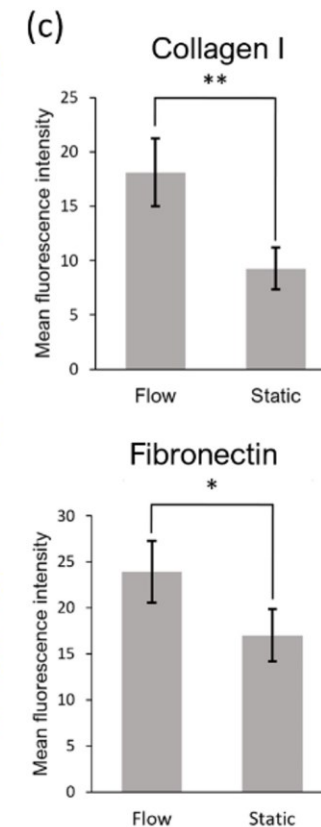 (c)
Collagen I
**
Mean fluorescence intensity
25
20
15
10
5
0
Flow Static
Fibronectin
*
Mean fluorescence intensity
30
25
20
15
10
5
0
Flow Static